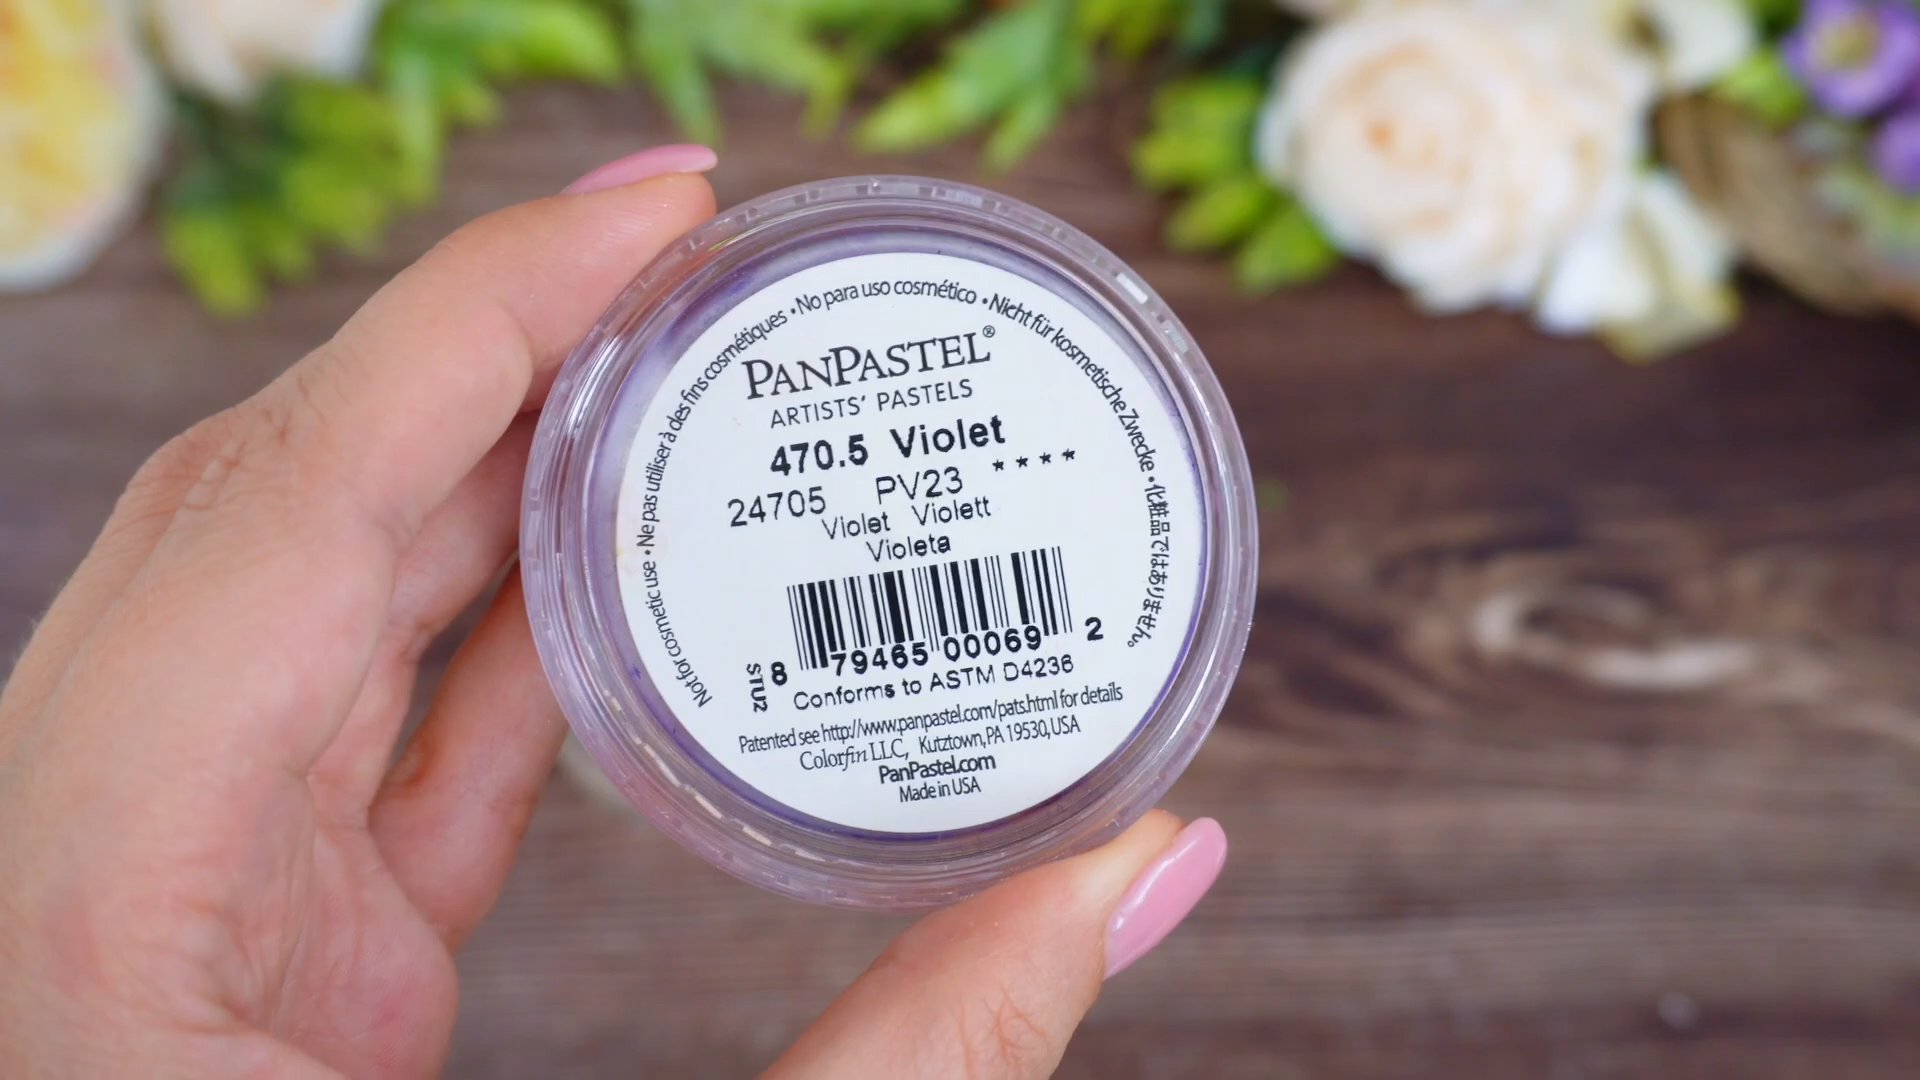 Not for cosmetic use • Ne pas utiliser à des fins cosmétiques • No para uso cosmético • Nicht für kosmetische Zwecke • 化粧品ではありません。
PANPASTEL®
ARTISTS' PASTELS
470.5 Violet
24705 PV23 ****
Violet Violett
Violeta
STU2
8 79465 00069 2
Conforms to ASTM D4236
Patented see http://www.panpastel.com/pats.html for details
Colorfin LLC, Kutztown, PA 19530, USA
PanPastel.com
Made in USA